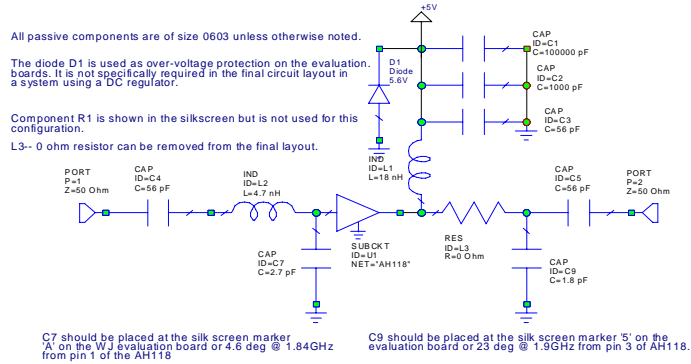 +5V
All passive components are of size 0603 unless otherwise noted.
The diode D1 is used as over-voltage protection on the evaluation
boards. It is not specifically required in the final circuit layout in
a system using a DC regulator.
Component R1 is shown in the silkscreen but is not used for this
configuration.
L3-- 0 ohm resistor can be removed from the final layout.
D1
Diode
5.6V
CAP
ID=C1
C=100000 pF
CAP
ID=C2
C=1000 pF
CAP
ID=C3
C=56 pF
IND
ID=L1
L=18 nH
PORT
P=1
Z=50 Ohm
CAP
ID=C4
C=56 pF
IND
ID=L2
L=4.7 nH
CAP
ID=C7
C=2.7 pF
SUBCKT
ID=U1
NET="AH118"
RES
ID=L3
R=0 Ohm
CAP
ID=C5
C=56 pF
PORT
P=2
Z=50 Ohm
CAP
ID=C9
C=1.8 pF
C7 should be placed at the silk screen marker
'A' on the WJ evaluation board or 4.6 deg @ 1.84GHz
from pin 1 of the AH118
C9 should be placed at the silk screen marker '5' on the
evaluation board or 23 deg @ 1.9GHz from pin 3 of AH118.